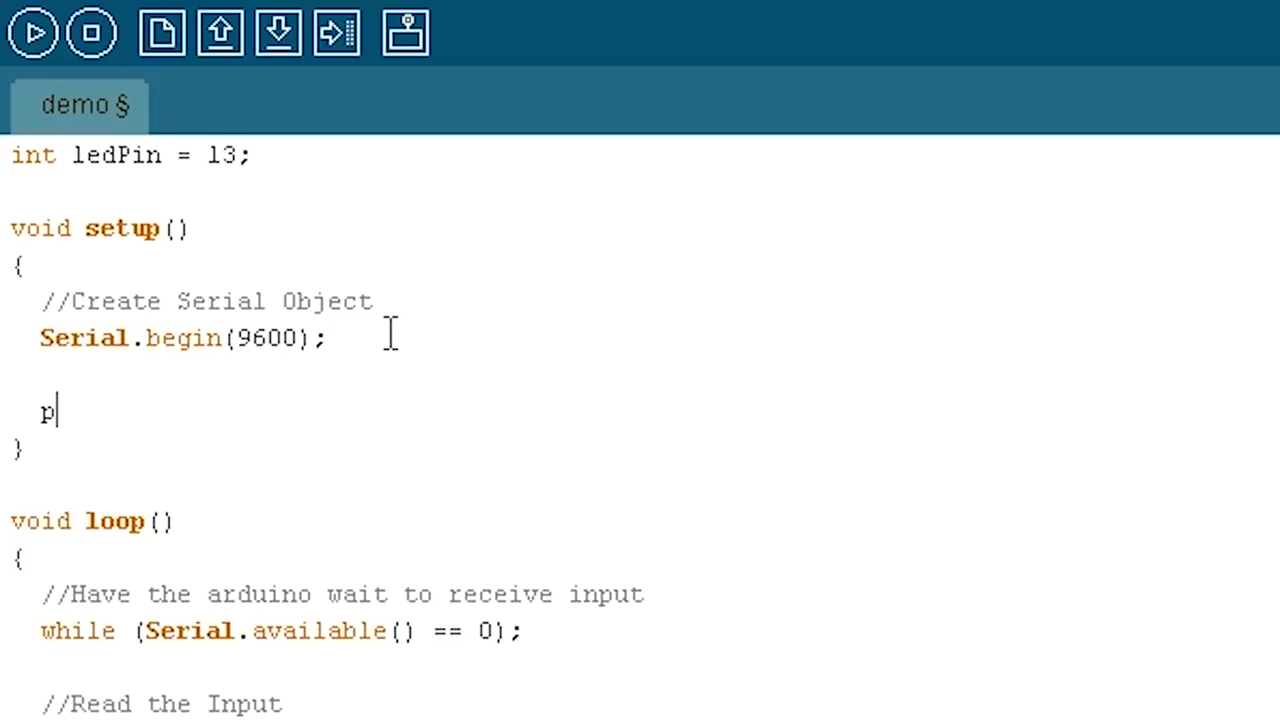 demo §
int ledPin = 13;
void setup()
{
//Create Serial Object
Serial.begin(9600);
p
}
void loop()
{
//Have the arduino wait to receive input
while (Serial.available() == 0);
//Read the Input